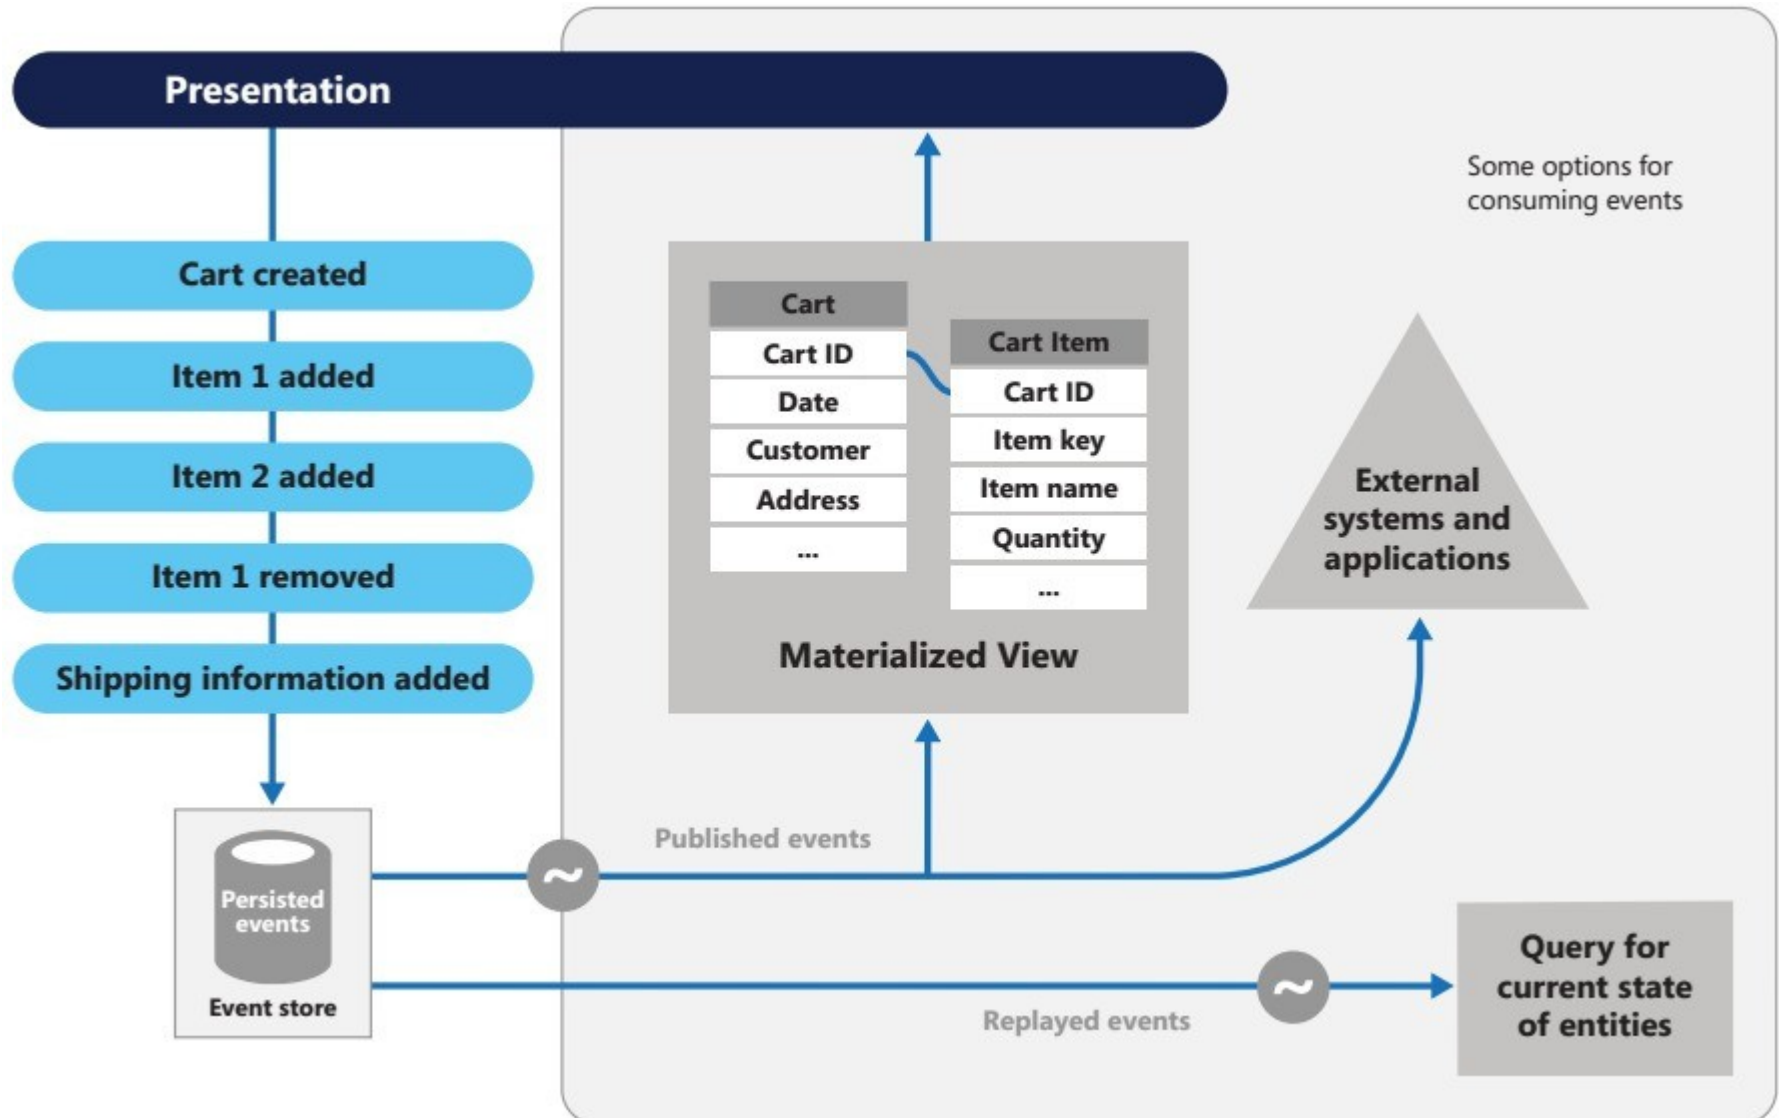 Presentation
Some options for
consuming events
Cart created
Item 1 added
Item 2 added
Item 1 removed
Shipping information added
Cart
Cart ID
Date
Customer
Address
...
Cart Item
Cart ID
Item key
Item name
Quantity
...
Materialized View
External
systems and
applications
Persisted
events
Event store
~
Published events
~
Replayed events
Query for
current state
of entities